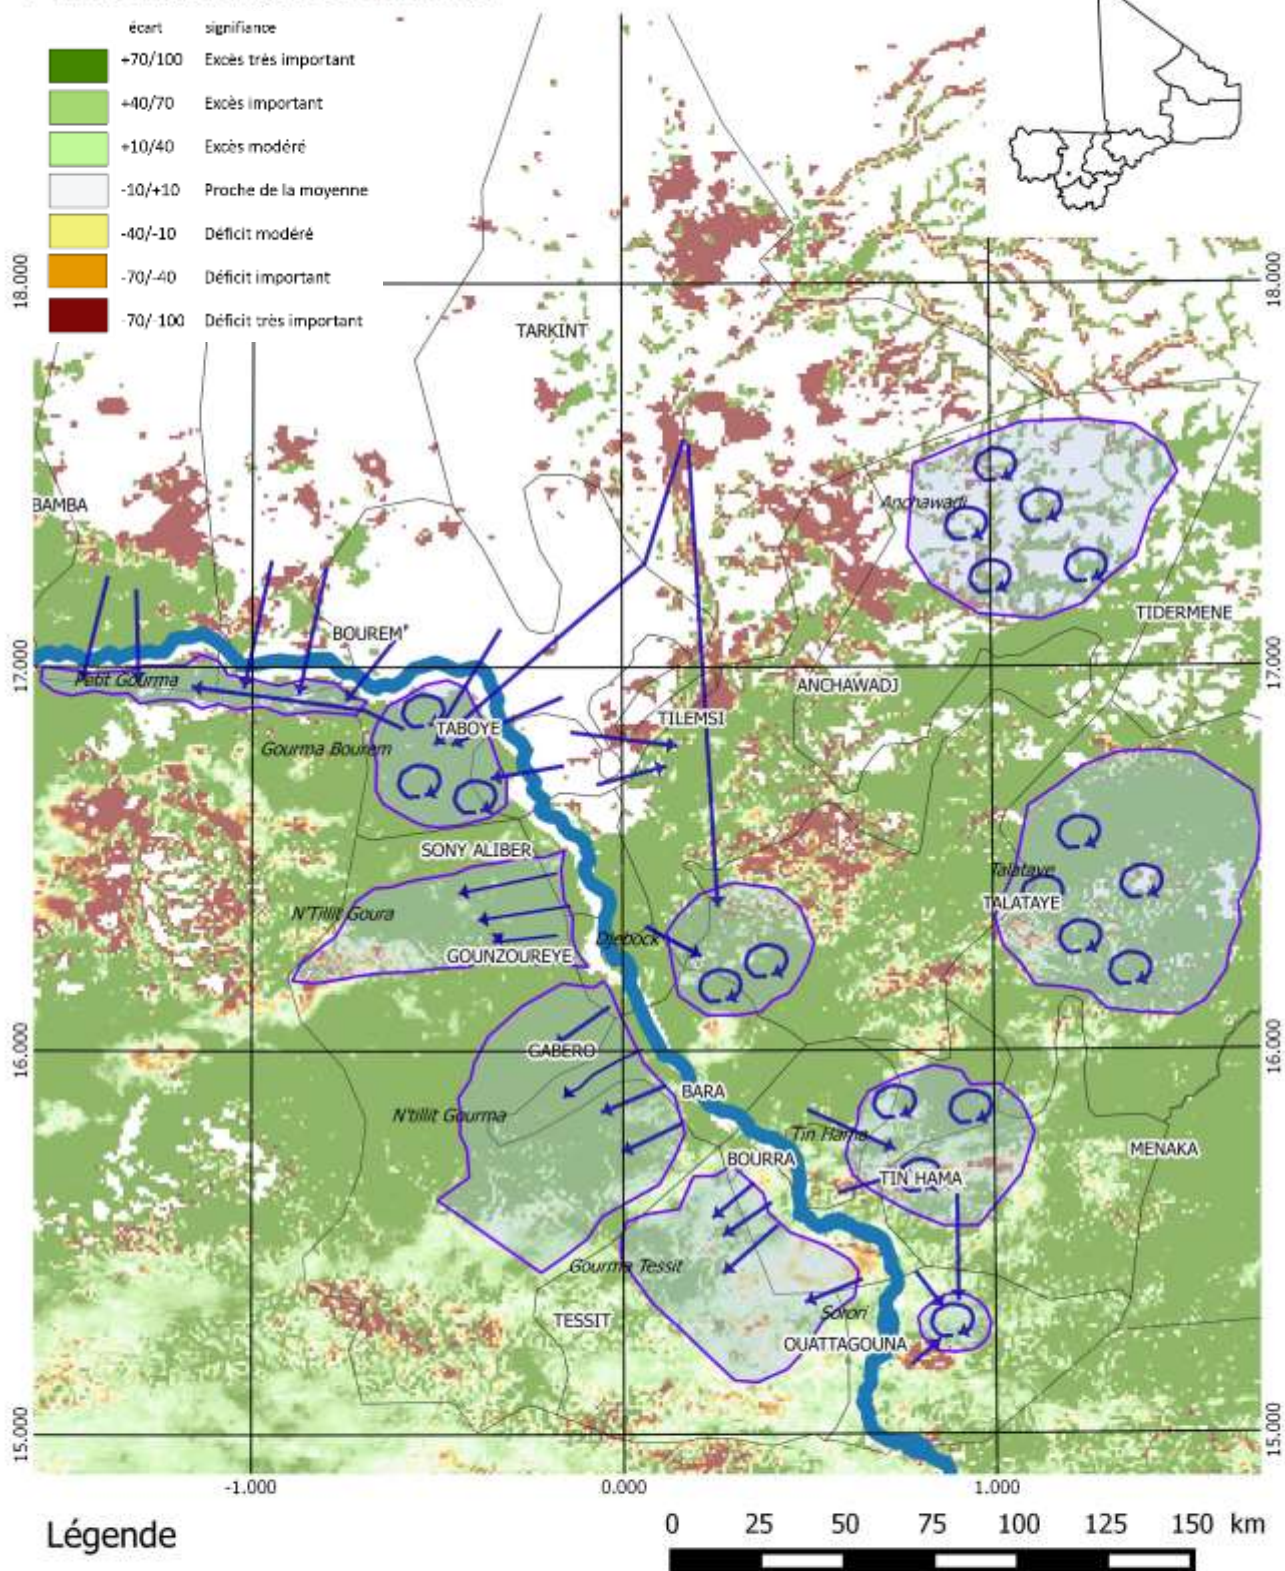 écart signifiance
+70/100 Excès très important
+40/70 Excès important
+10/40 Excès modéré
-10/+10 Proche de la moyenne
-40/-10 Déficit modéré
-70/-40 Déficit important
-70/-100 Déficit très important
18.000
18.000
TARKINT
BAMBA
Anchawadi
TIDERMENE
BOUREM
17.000
17.000
Petit Gourma
ANCHAWADJ
TILEMSI
TABOYE
Gourma Bourem
SONY ALIBER
Talataye
TALATAYE
N'Tillit Goura
Djebock
GOUNZOUREYE
16.000
16.000
GABERO
BARA
N'tillit Gourma
Tin Hama
MENAKA
BOURRA
TIN HAMA
Gourma Tessit
Sorori
TESSIT
OUATTAGOUNA
15.000
15.000
-1.000 0.000 1.000
Légende
0 25 50 75 100 125 150 km